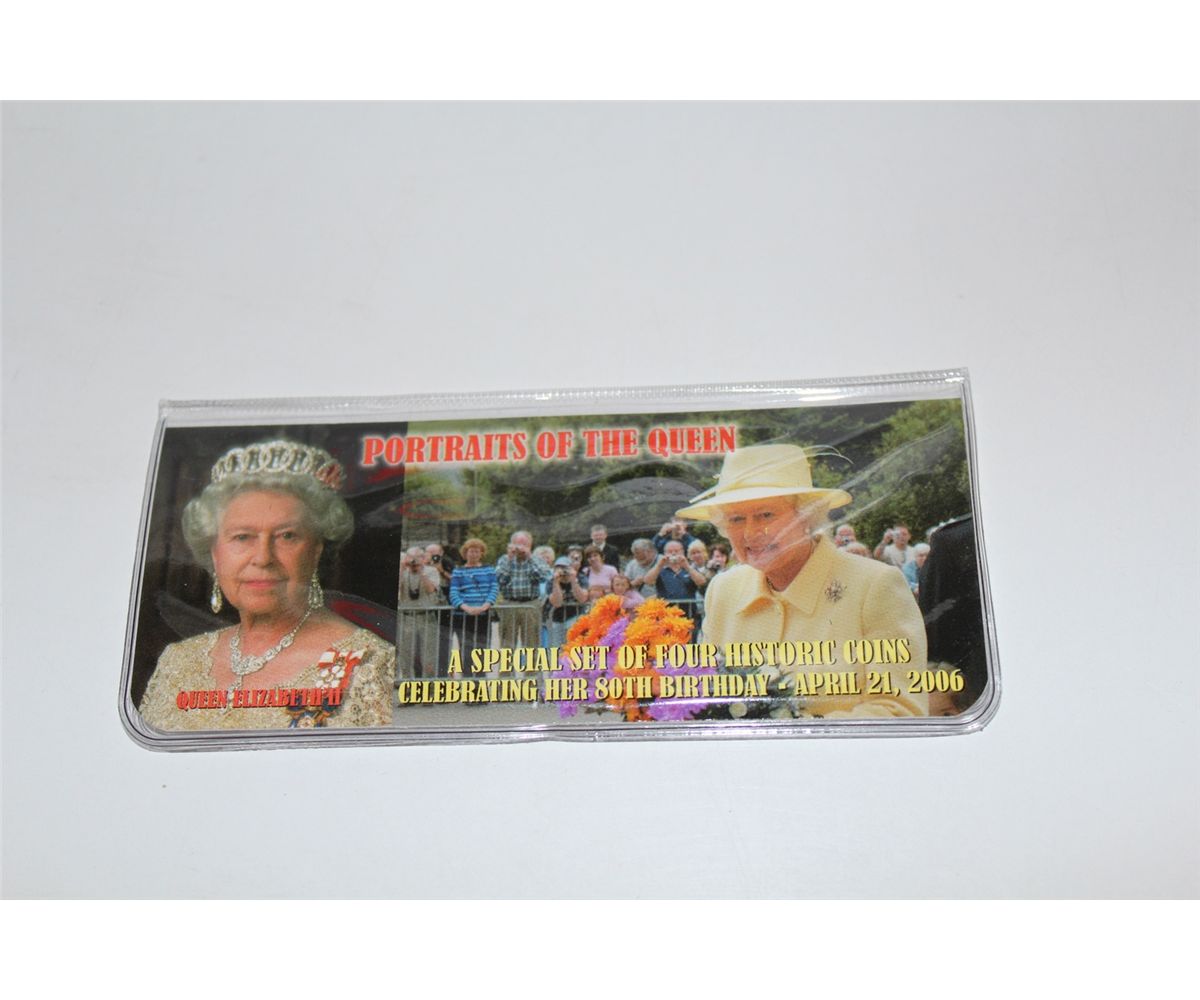 PORTRAITS OF THE QUEEN
QUEEN ELIZABETH II
A SPECIAL SET OF FOUR HISTORIC COINS
CELEBRATING HER 80TH BIRTHDAY - APRIL 21, 2006